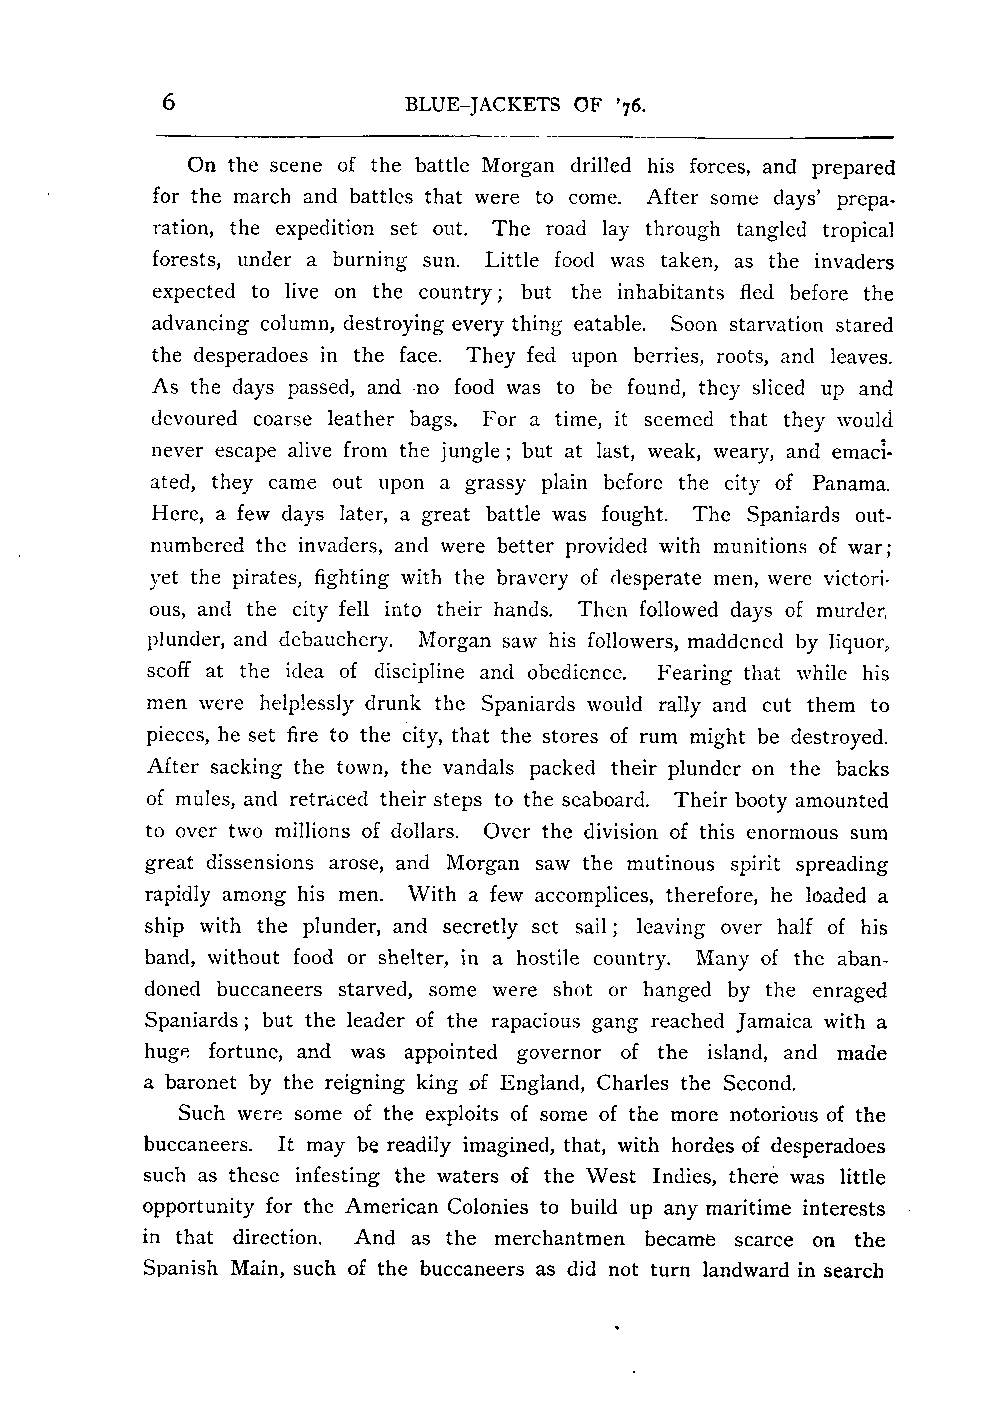 6 BLUE-JACKETS OF '76.
On the scene of the battle Morgan drilled his forces, and prepared
for the march and battles that were to come. After some days' prepa-
ration, the expedition set out. The road lay through tangled tropical
forests, under a burning sun. Little food was taken, as the invaders
expected to live on the country; but the inhabitants fled before the
advancing column, destroying every thing eatable. Soon starvation stared
the desperadoes in the face. They fed upon berries, roots, and leaves.
As the days passed, and no food was to be found, they sliced up and
devoured coarse leather bags. For a time, it seemed that they would
never escape alive from the jungle; but at last, weak, weary, and emaci-
ated, they came out upon a grassy plain before the city of Panama.
Here, a few days later, a great battle was fought. The Spaniards out-
numbered the invaders, and were better provided with munitions of war;
yet the pirates, fighting with the bravery of desperate men, were victori-
ous, and the city fell into their hands. Then followed days of murder,
plunder, and debauchery. Morgan saw his followers, maddened by liquor,
scoff at the idea of discipline and obedience. Fearing that while his
men were helplessly drunk the Spaniards would rally and cut them to
pieces, he set fire to the city, that the stores of rum might be destroyed.
After sacking the town, the vandals packed their plunder on the backs
of mules, and retraced their steps to the seaboard. Their booty amounted
to over two millions of dollars. Over the division of this enormous sum
great dissensions arose, and Morgan saw the mutinous spirit spreading
rapidly among his men. With a few accomplices, therefore, he loaded a
ship with the plunder, and secretly set sail; leaving over half of his
band, without food or shelter, in a hostile country. Many of the aban-
doned buccaneers starved, some were shot or hanged by the enraged
Spaniards; but the leader of the rapacious gang reached Jamaica with a
huge fortune, and was appointed governor of the island, and made
a baronet by the reigning king of England, Charles the Second.
Such were some of the exploits of some of the more notorious of the
buccaneers. It may be readily imagined, that, with hordes of desperadoes
such as these infesting the waters of the West Indies, there was little
opportunity for the American Colonies to build up any maritime interests
in that direction. And as the merchantmen became scarce on the
Spanish Main, such of the buccaneers as did not turn landward in search